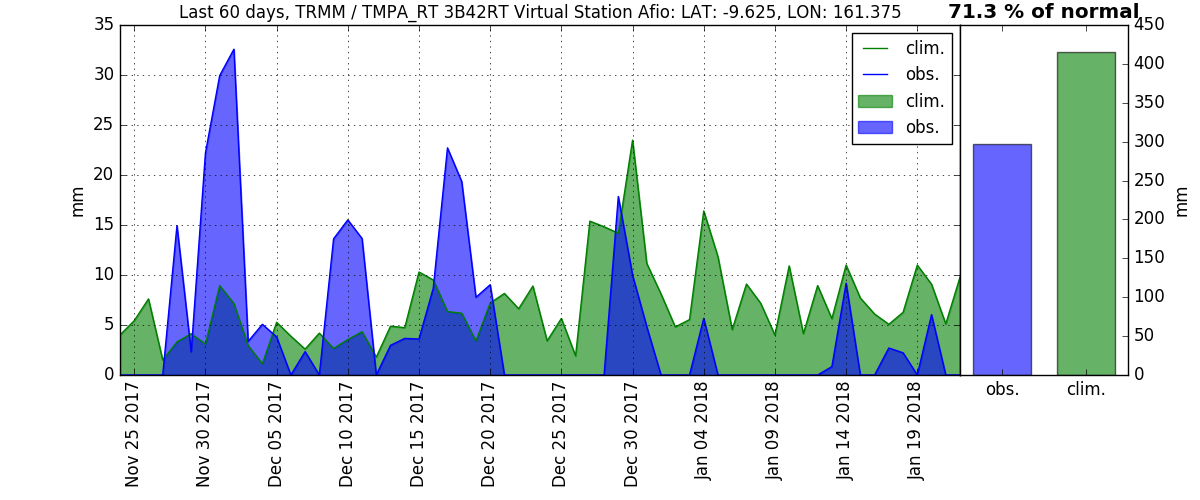 Last 60 days, TRMM / TMPA_RT 3B42RT Virtual Station Afio: LAT: -9.625, LON: 161.375
71.3 % of normal
35
30
25
20
15
10
5
0
mm
clim.
obs.
clim.
obs.
Nov 25 2017
Nov 30 2017
Dec 05 2017
Dec 10 2017
Dec 15 2017
Dec 20 2017
Dec 25 2017
Dec 30 2017
Jan 04 2018
Jan 09 2018
Jan 14 2018
Jan 19 2018
450
400
350
300
250
200
150
100
50
0
mm
obs.
clim.